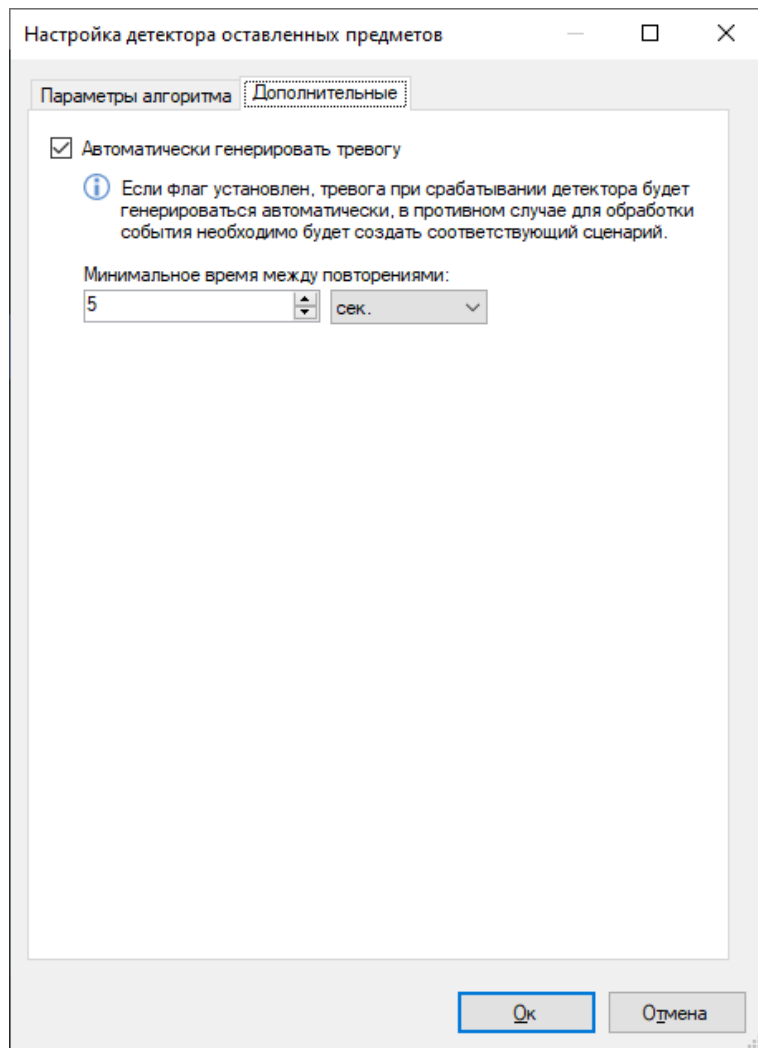 Настройка детектора оставленных предметов
Параметры алгоритма
Дополнительные
Автоматически генерировать тревогу
Если флаг установлен, тревога при срабатывании детектора будет
генерироваться автоматически, в противном случае для обработки
события необходимо будет создать соответствующий сценарий.
Минимальное время между повторениями:
5
сек.
Ок
Отмена